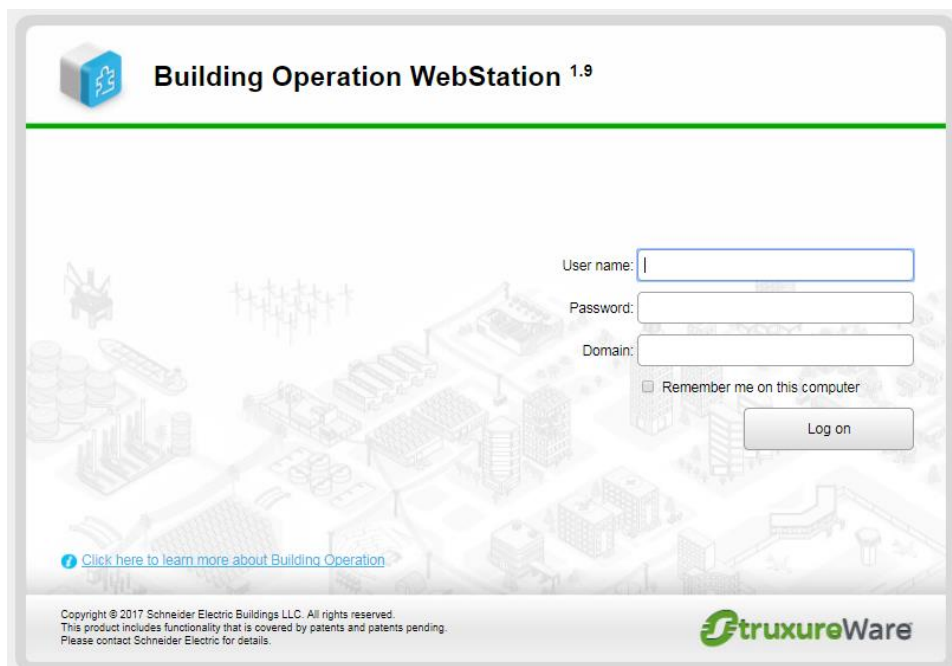 Building Operation WebStation 1.9
User name:
Password:
Domain:
Remember me on this computer
Log on
Click here to learn more about Building Operation
Copyright © 2017 Schneider Electric Buildings LLC. All rights reserved.
This product includes functionality that is covered by patents and patents pending.
Please contact Schneider Electric for details.
StruxureWare